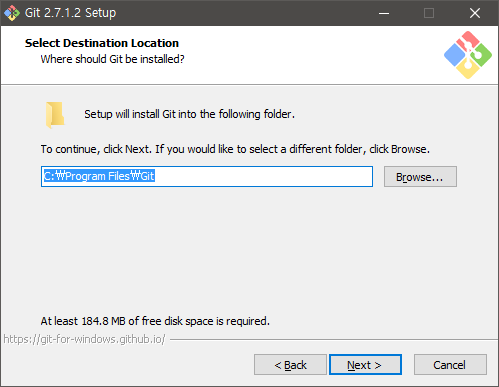 Git 2.7.1.2 Setup
Select Destination Location
Where should Git be installed?
Setup will install Git into the following folder.
To continue, click Next. If you would like to select a different folder, click Browse.
C:₩Program Files₩Git
Browse...
At least 184.8 MB of free disk space is required.
https://git-for-windows.github.io/
< Back
Next >
Cancel